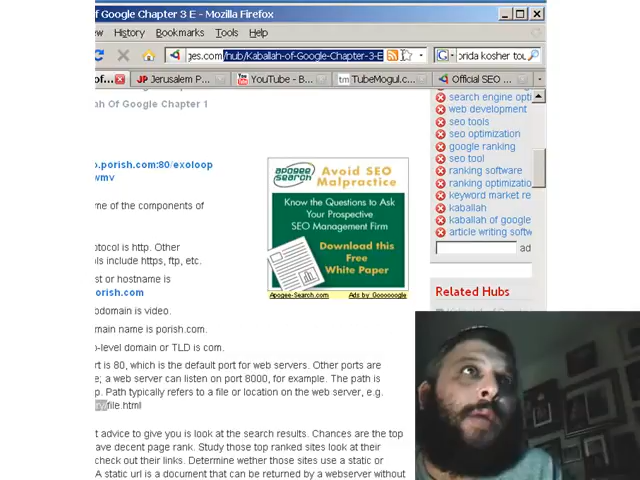 f Google Chapter 3 E - Mozilla Firefox
History Bookmarks Tools Help
ges.com/hub/Kaballah-of-Google-Chapter-3-E
orida kosher tou
of...
Jerusalem P...
YouTube - B...
TubeMogul.c...
Official SEO ...
ah Of Google Chapter 1
search engine opti
web development
seo tools
seo optimization
google ranking
seo tool
ranking software
ranking optimizatio
keyword market re
kaballah
kaballah of google
article writing softw
ad
Related Hubs
o.porish.com:80/exoloop
wmv
me of the components of
otocol is http. Other
ls include https, ftp, etc.
st or hostname is
orish.com
bdomain is video.
main name is porish.com.
-level domain or TLD is com.
rt is 80, which is the default port for web servers. Other ports are
e; a web server can listen on port 8000, for example. The path is
p. Path typically refers to a file or location on the web server, e.g.
/file.html
t advice to give you is look at the search results. Chances are the top
ave decent page rank. Study those top ranked sites look at their
check out their links. Determine wether those sites use a static or
A static url is a document that can be returned by a webserver without
apogee search
Avoid SEO
Malpractice
Know the Questions to Ask
Your Prospective
SEO Management Firm
Download this
Free
White Paper
Apogee-Search.com
Ads by Goooooogle